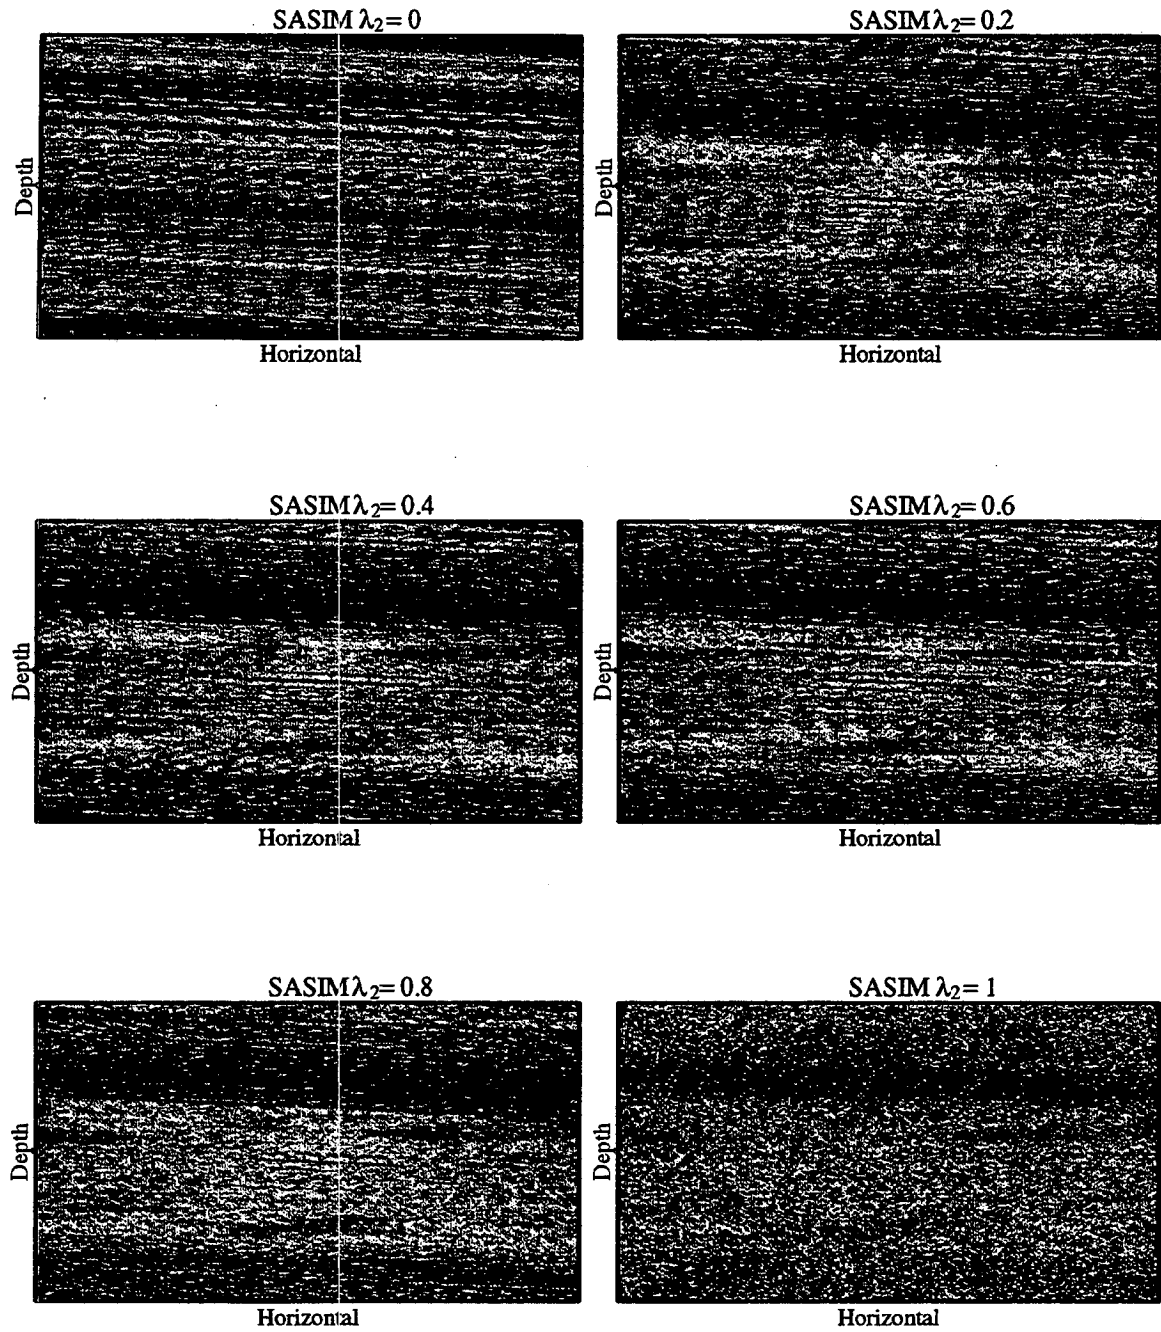 SASIM λ₂= 0
SASIM λ₂= 0.2
Depth
Depth
Horizontal
Horizontal
SASIM λ₂= 0.4
SASIM λ₂= 0.6
Depth
Depth
Horizontal
Horizontal
SASIM λ₂= 0.8
SASIM λ₂= 1
Depth
Depth
Horizontal
Horizontal